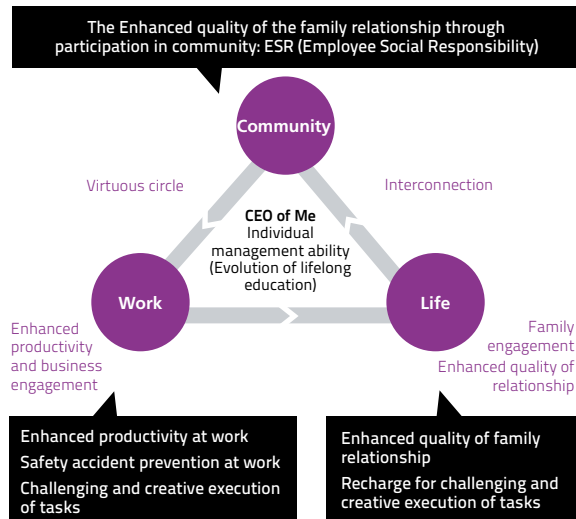 The Enhanced quality of the family relationship through
participation in community: ESR (Employee Social Responsibility)
Community
Virtuous circle
Interconnection
CEO of Me
Individual
management ability
(Evolution of lifelong
education)
Work
Life
Enhanced
productivity
and business
engagement
Family
engagement
Enhanced quality of
relationship
Enhanced productivity at work
Safety accident prevention at work
Challenging and creative execution
of tasks
Enhanced quality of family
relationship
Recharge for challenging and
creative execution of tasks